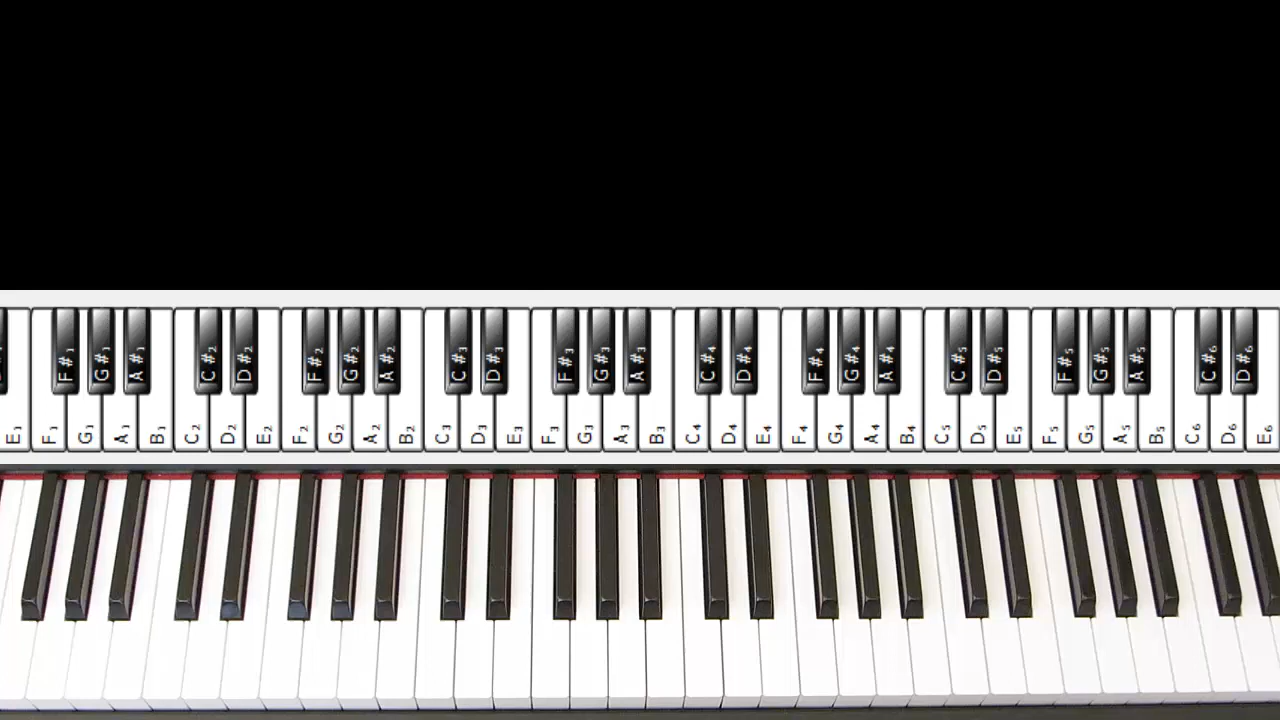 F#₁ G#₁ A#₁ C#₂ D#₂ F#₂ G#₂ A#₂ C#₃ D#₃ F#₃ G#₃ A#₃ C#₄ D#₄ F#₄ G#₄ A#₄ C#₅ D#₅ F#₅ G#₅ A#₅ C#₆ D#₆
E₁ F₁ G₁ A₁ B₁ C₂ D₂ E₂ F₂ G₂ A₂ B₂ C₃ D₃ E₃ F₃ G₃ A₃ B₃ C₄ D₄ E₄ F₄ G₄ A₄ B₄ C₅ D₅ E₅ F₅ G₅ A₅ B₅ C₆ D₆ E₆